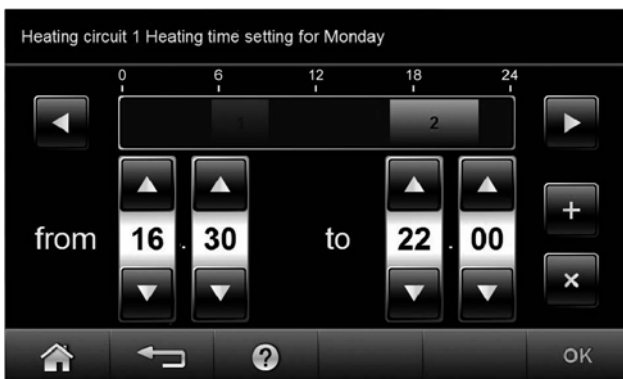 Heating circuit 1 Heating time setting for Monday
0 6 12 18 24
1 2
from 16 . 30 to 22 . 00
?
OK